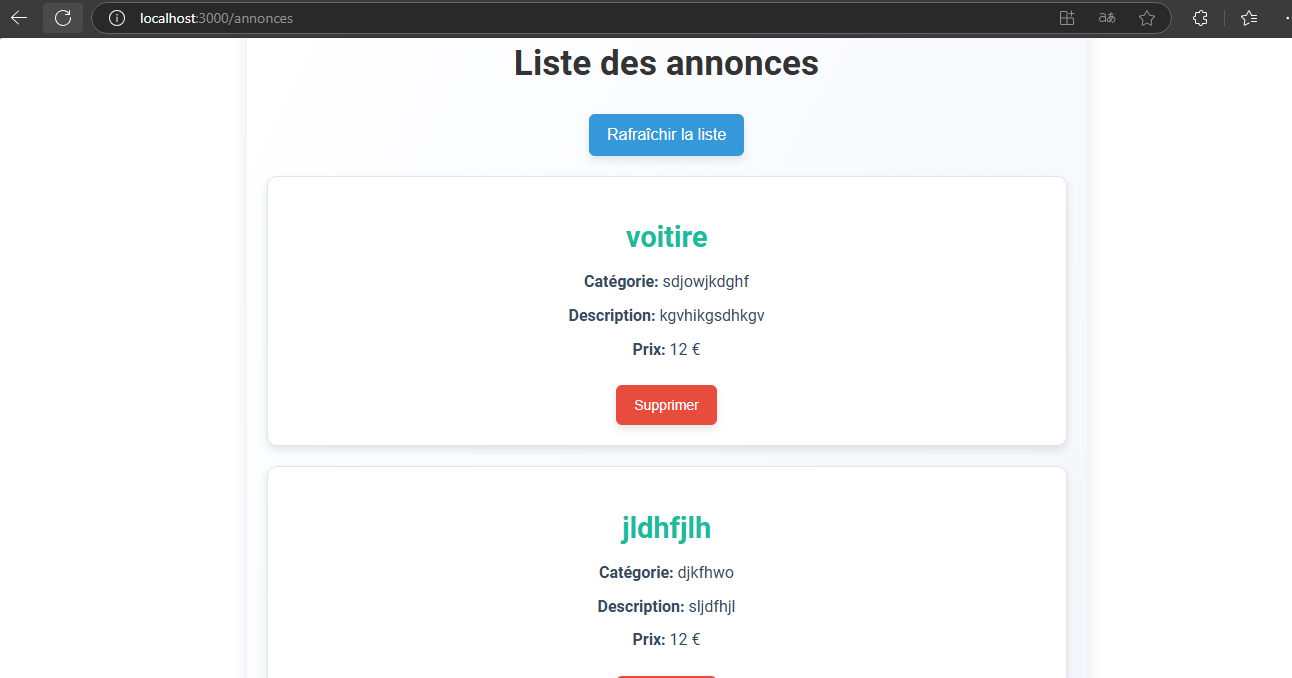 localhost:3000/annonces
Liste des annonces
Rafraîchir la liste
voitire
Catégorie: sdjowjkdghf
Description: kgvhikgsdhkgv
Prix: 12 €
Supprimer
jldhfjlh
Catégorie: djkfhwo
Description: sljdfhjl
Prix: 12 €